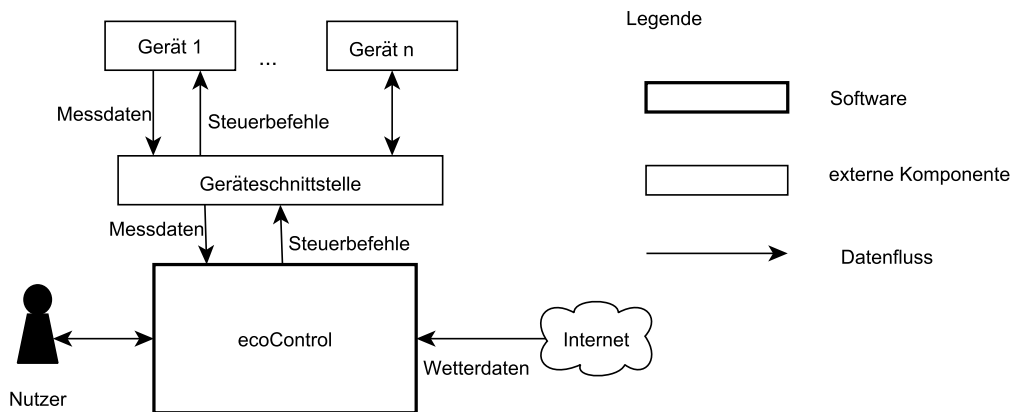 Legende
Gerät 1
...
Gerät n
Messdaten
Steuerbefehle
Software
Geräteschnittstelle
externe Komponente
Messdaten
Steuerbefehle
Datenfluss
ecoControl
Internet
Wetterdaten
Nutzer